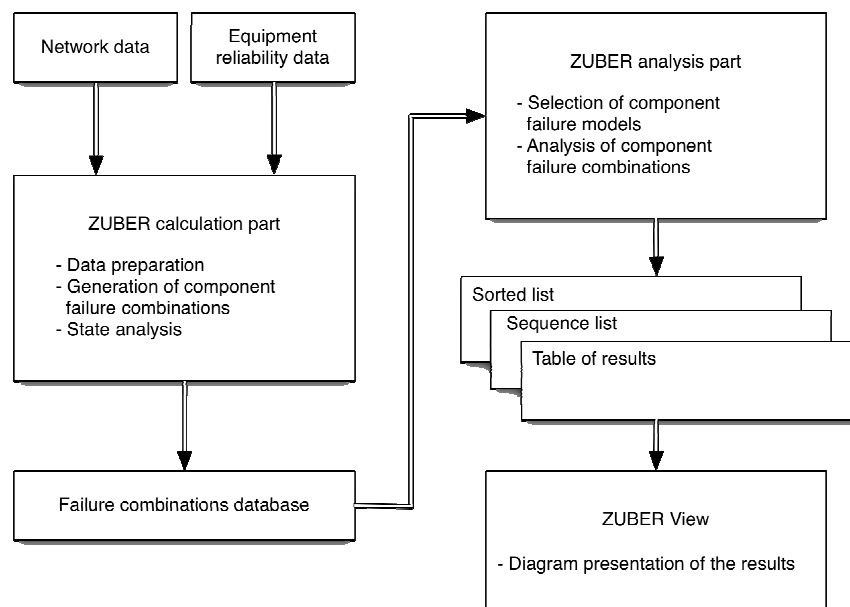 Network data
Equipment
reliability data
ZUBER calculation part
- Data preparation
- Generation of component
failure combinations
- State analysis
Failure combinations database
ZUBER analysis part
- Selection of component
failure models
- Analysis of component
failure combinations
Sorted list
Sequence list
Table of results
ZUBER View
- Diagram presentation of the results